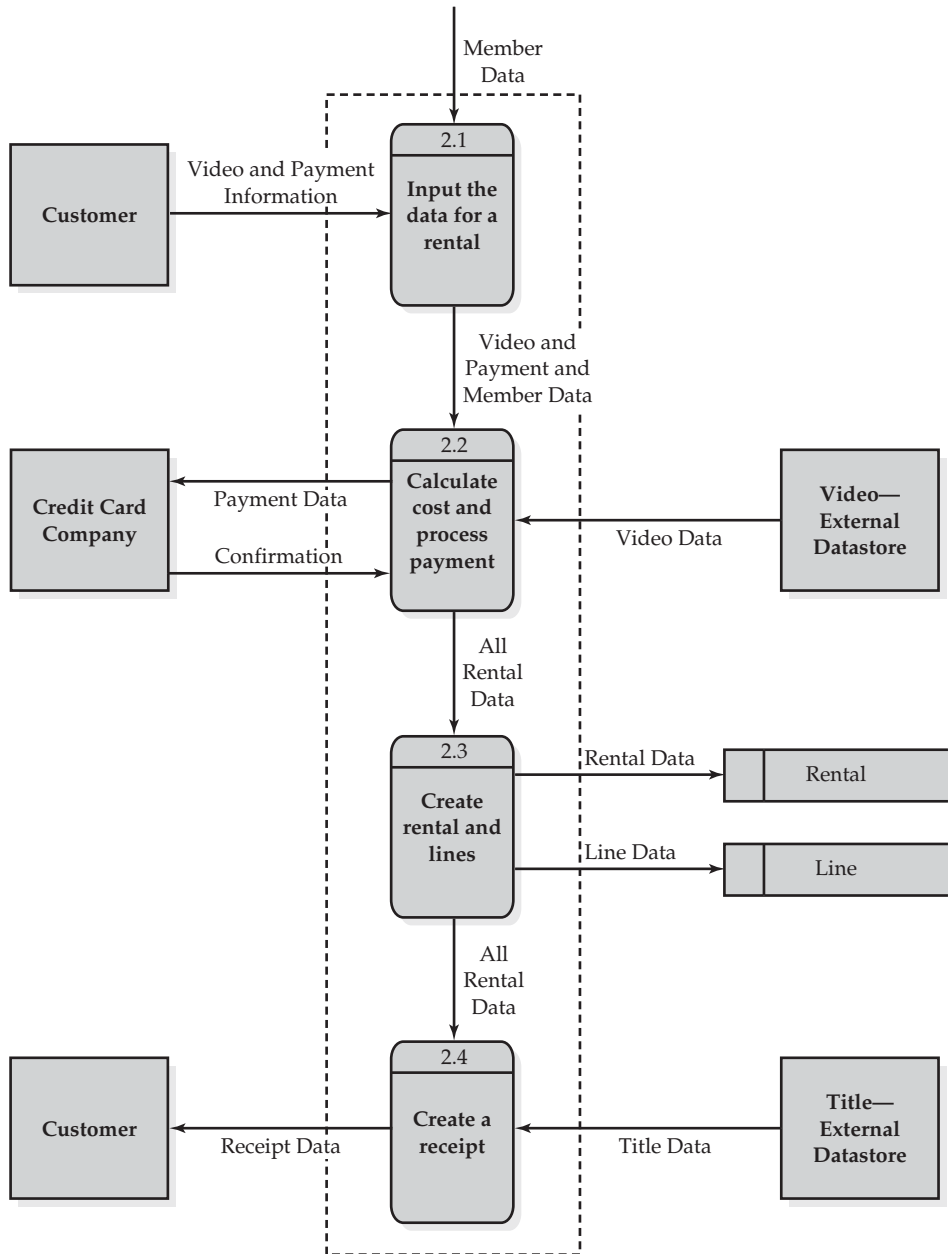 Member
Data
2.1
Customer
Video and Payment
Information
Input the
data for a
rental
Video and
Payment and
Member Data
2.2
Credit Card
Company
Payment Data
Confirmation
Calculate
cost and
process
payment
Video Data
Video—
External
Datastore
All
Rental
Data
2.3
Create
rental and
lines
Rental Data
Rental
Line Data
Line
All
Rental
Data
2.4
Customer
Receipt Data
Create a
receipt
Title Data
Title—
External
Datastore